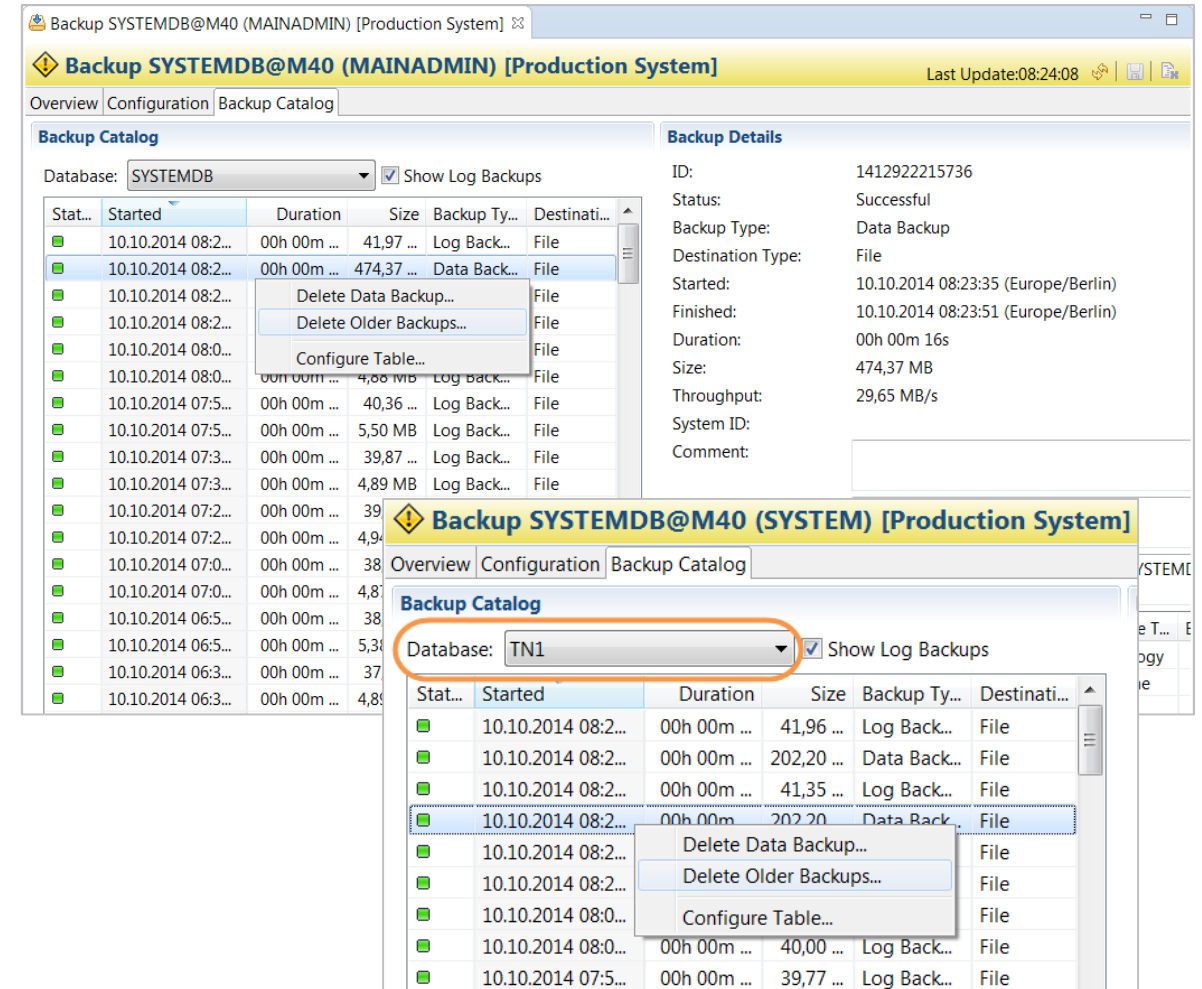 Backup SYSTEMDB@M40 (MAINADMIN) [Production System]
Backup SYSTEMDB@M40 (MAINADMIN) [Production System]
Last Update:08:24:08
Overview Configuration Backup Catalog
Backup Catalog
Database: SYSTEMDB Show Log Backups
Stat... Started Duration Size Backup Ty... Destinati...
10.10.2014 08:2... 00h 00m ... 41,97 ... Log Back... File
10.10.2014 08:2... 00h 00m ... 474,37 ... Data Back... File
10.10.2014 08:2... File
10.10.2014 08:2... File
10.10.2014 08:0... File
10.10.2014 08:0... 00h 00m ... 4,88 MB Log Back... File
10.10.2014 07:5... 00h 00m ... 40,36 ... Log Back... File
10.10.2014 07:5... 00h 00m ... 5,50 MB Log Back... File
10.10.2014 07:3... 00h 00m ... 39,87 ... Log Back... File
10.10.2014 07:3... 00h 00m ... 4,89 MB Log Back... File
10.10.2014 07:2... 00h 00m ... 39
10.10.2014 07:2... 00h 00m ... 4,94
10.10.2014 07:0... 00h 00m ... 38
10.10.2014 07:0... 00h 00m ... 4,87
10.10.2014 06:5... 00h 00m ... 38
10.10.2014 06:5... 00h 00m ... 5,38
10.10.2014 06:3... 00h 00m ... 37
10.10.2014 06:3... 00h 00m ... 4,89
Delete Data Backup...
Delete Older Backups...
Configure Table...
Backup Details
ID: 1412922215736
Status: Successful
Backup Type: Data Backup
Destination Type: File
Started: 10.10.2014 08:23:35 (Europe/Berlin)
Finished: 10.10.2014 08:23:51 (Europe/Berlin)
Duration: 00h 00m 16s
Size: 474,37 MB
Throughput: 29,65 MB/s
System ID:
Comment:
Backup SYSTEMDB@M40 (SYSTEM) [Production System]
Overview Configuration Backup Catalog
Backup Catalog
Database: TN1 Show Log Backups
Stat... Started Duration Size Backup Ty... Destinati...
10.10.2014 08:2... 00h 00m ... 41,96 ... Log Back... File
10.10.2014 08:2... 00h 00m ... 202,20 ... Data Back... File
10.10.2014 08:2... 00h 00m ... 41,35 ... Log Back... File
10.10.2014 08:2... 00h 00m ... 202,20 ... Data Back... File
10.10.2014 08:2... File
10.10.2014 08:2... File
10.10.2014 08:0... File
10.10.2014 08:0... 00h 00m ... 40,00 ... Log Back... File
10.10.2014 07:5... 00h 00m ... 39,77 ... Log Back... File
Delete Data Backup...
Delete Older Backups...
Configure Table...